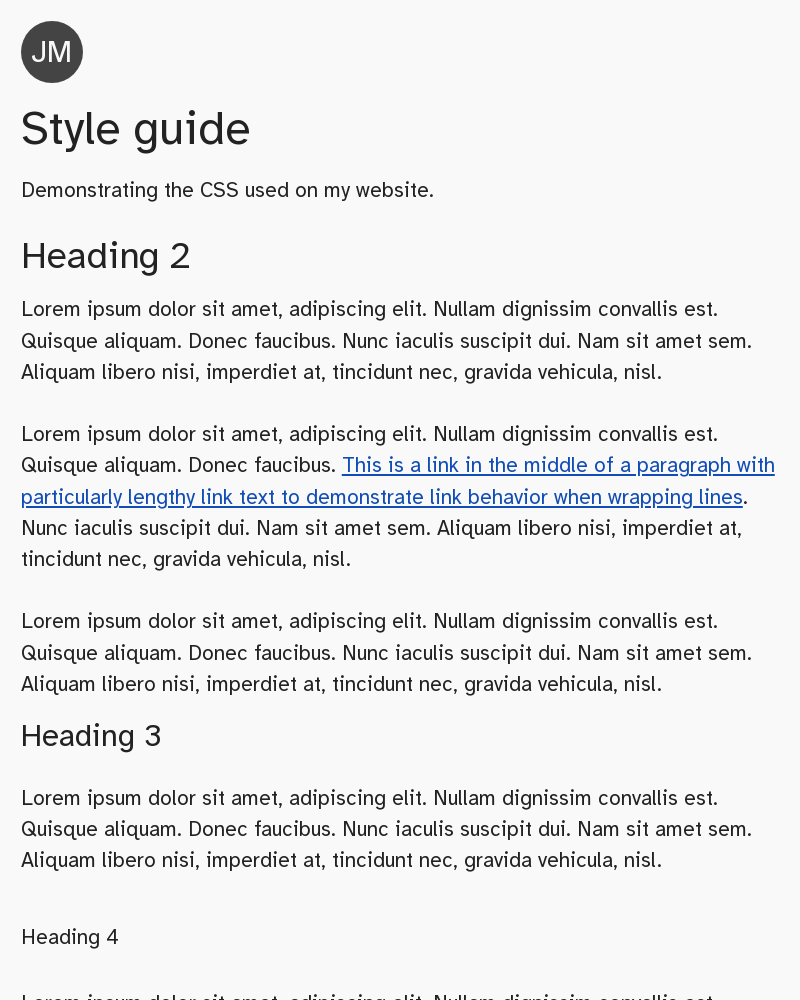 JM
Style guide
Demonstrating the CSS used on my website.
Heading 2
Lorem ipsum dolor sit amet, adipiscing elit. Nullam dignissim convallis est.
Quisque aliquam. Donec faucibus. Nunc iaculis suscipit dui. Nam sit amet sem.
Aliquam libero nisi, imperdiet at, tincidunt nec, gravida vehicula, nisl.
Lorem ipsum dolor sit amet, adipiscing elit. Nullam dignissim convallis est.
Quisque aliquam. Donec faucibus. This is a link in the middle of a paragraph with
particularly lengthy link text to demonstrate link behavior when wrapping lines.
Nunc iaculis suscipit dui. Nam sit amet sem. Aliquam libero nisi, imperdiet at,
tincidunt nec, gravida vehicula, nisl.
Lorem ipsum dolor sit amet, adipiscing elit. Nullam dignissim convallis est.
Quisque aliquam. Donec faucibus. Nunc iaculis suscipit dui. Nam sit amet sem.
Aliquam libero nisi, imperdiet at, tincidunt nec, gravida vehicula, nisl.
Heading 3
Lorem ipsum dolor sit amet, adipiscing elit. Nullam dignissim convallis est.
Quisque aliquam. Donec faucibus. Nunc iaculis suscipit dui. Nam sit amet sem.
Aliquam libero nisi, imperdiet at, tincidunt nec, gravida vehicula, nisl.
Heading 4